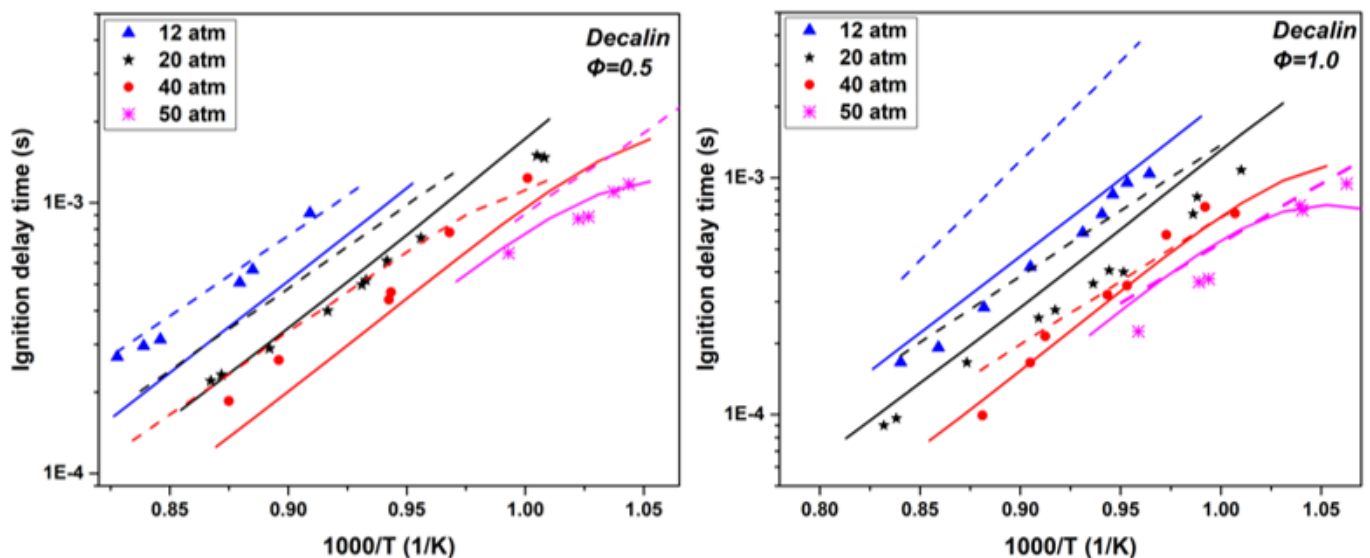 12 atm
20 atm
40 atm
50 atm
Decalin
Φ=0.5
Ignition delay time (s)
1E-3
1E-4
0.85
0.90
0.95
1.00
1.05
1000/T (1/K)
12 atm
20 atm
40 atm
50 atm
Decalin
Φ=1.0
Ignition delay time (s)
1E-3
1E-4
0.80
0.85
0.90
0.95
1.00
1.05
1000/T (1/K)